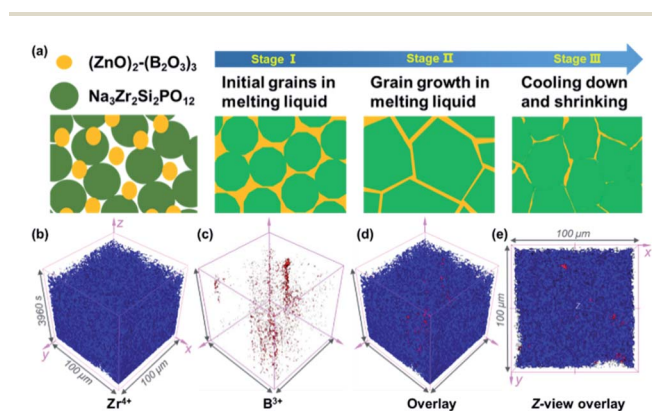 (a)
(ZnO)₂-(B₂O₃)₃
Na₃Zr₂Si₂PO₁₂
Stage Ⅰ
Stage Ⅱ
Stage Ⅲ
Initial grains in
melting liquid
Grain growth in
melting liquid
Cooling down
and shrinking
(b)
z
3960 s
y
100 µm
100 µm
x
Zr⁴⁺
(c)
B³⁺
(d)
Overlay
(e)
100 µm
x
100 µm
z
y
Z-view overlay